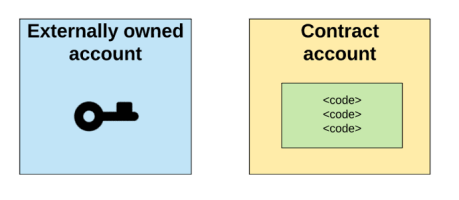 Externally owned
account
Contract
account
<code>
<code>
<code>